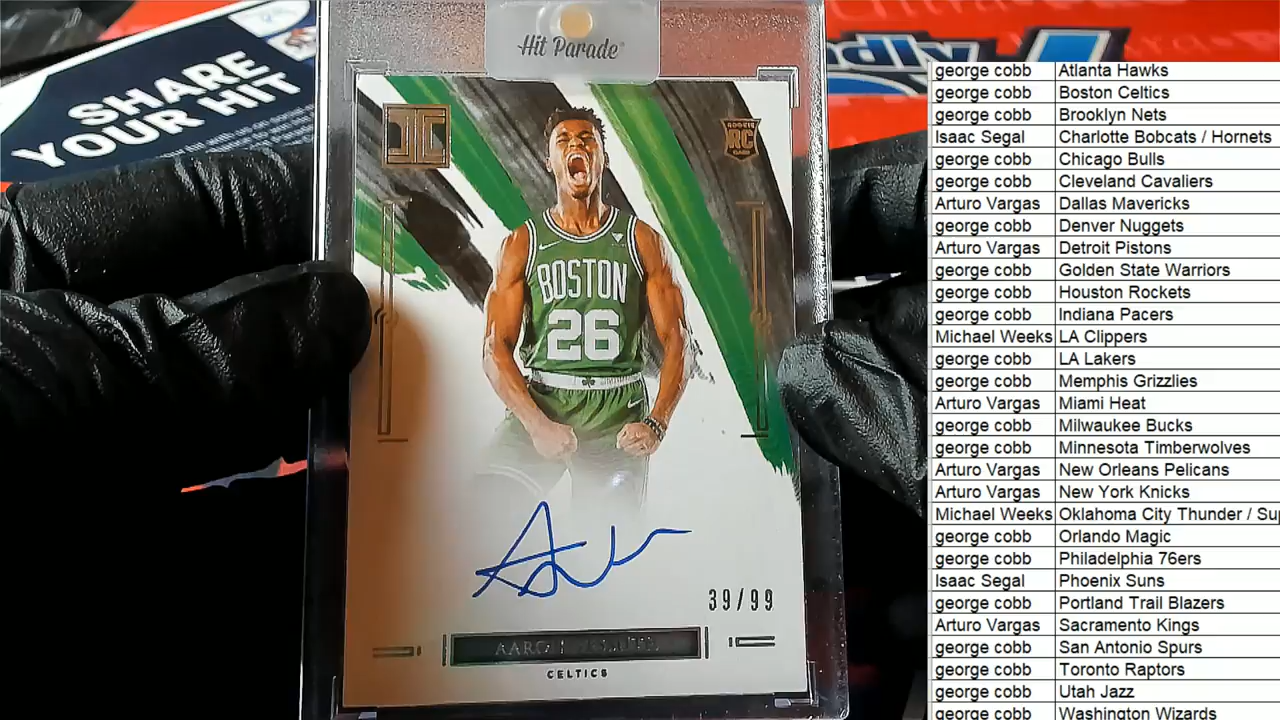 SHARE
YOUR HIT
Hit Parade
ROOKIE
RC
CARD
BOSTON
26
39/99
CELTICS
george cobb Atlanta Hawks
george cobb Boston Celtics
george cobb Brooklyn Nets
Isaac Segal Charlotte Bobcats / Hornets
george cobb Chicago Bulls
george cobb Cleveland Cavaliers
Arturo Vargas Dallas Mavericks
george cobb Denver Nuggets
Arturo Vargas Detroit Pistons
george cobb Golden State Warriors
george cobb Houston Rockets
george cobb Indiana Pacers
Michael Weeks LA Clippers
george cobb LA Lakers
george cobb Memphis Grizzlies
Arturo Vargas Miami Heat
george cobb Milwaukee Bucks
george cobb Minnesota Timberwolves
Arturo Vargas New Orleans Pelicans
Arturo Vargas New York Knicks
Michael Weeks Oklahoma City Thunder / Sup
george cobb Orlando Magic
george cobb Philadelphia 76ers
Isaac Segal Phoenix Suns
george cobb Portland Trail Blazers
Arturo Vargas Sacramento Kings
george cobb San Antonio Spurs
george cobb Toronto Raptors
george cobb Utah Jazz
george cobb Washington Wizards